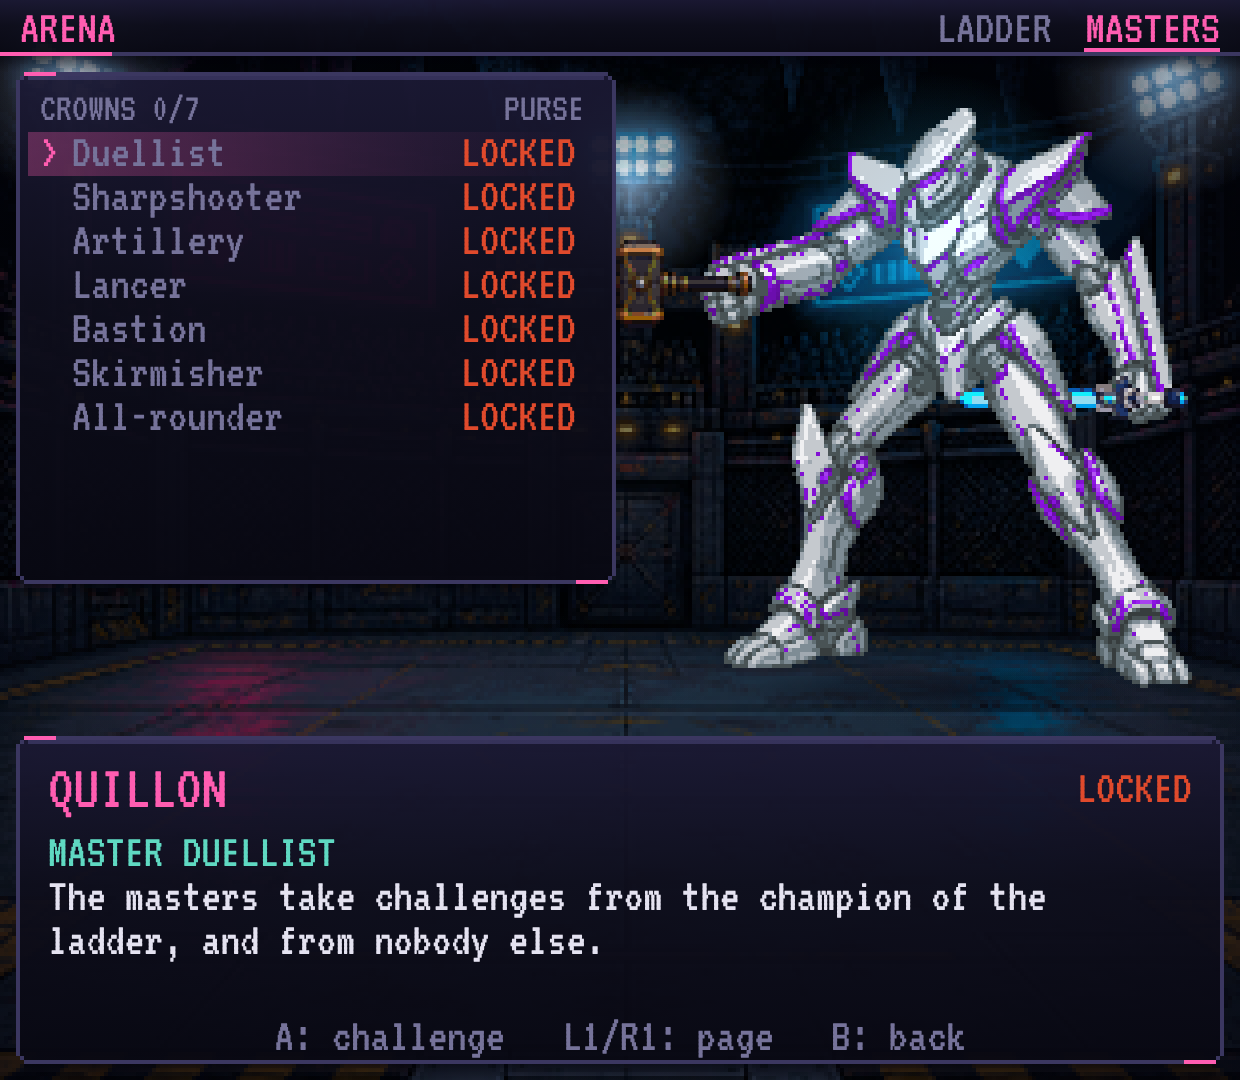 ARENA LADDER MASTERS
CROWNS 0/7 PURSE
> Duellist LOCKED
Sharpshooter LOCKED
Artillery LOCKED
Lancer LOCKED
Bastion LOCKED
Skirmisher LOCKED
All-rounder LOCKED
QUILLON LOCKED
MASTER DUELLIST
The masters take challenges from the champion of the
ladder, and from nobody else.
A: challenge L1/R1: page B: back